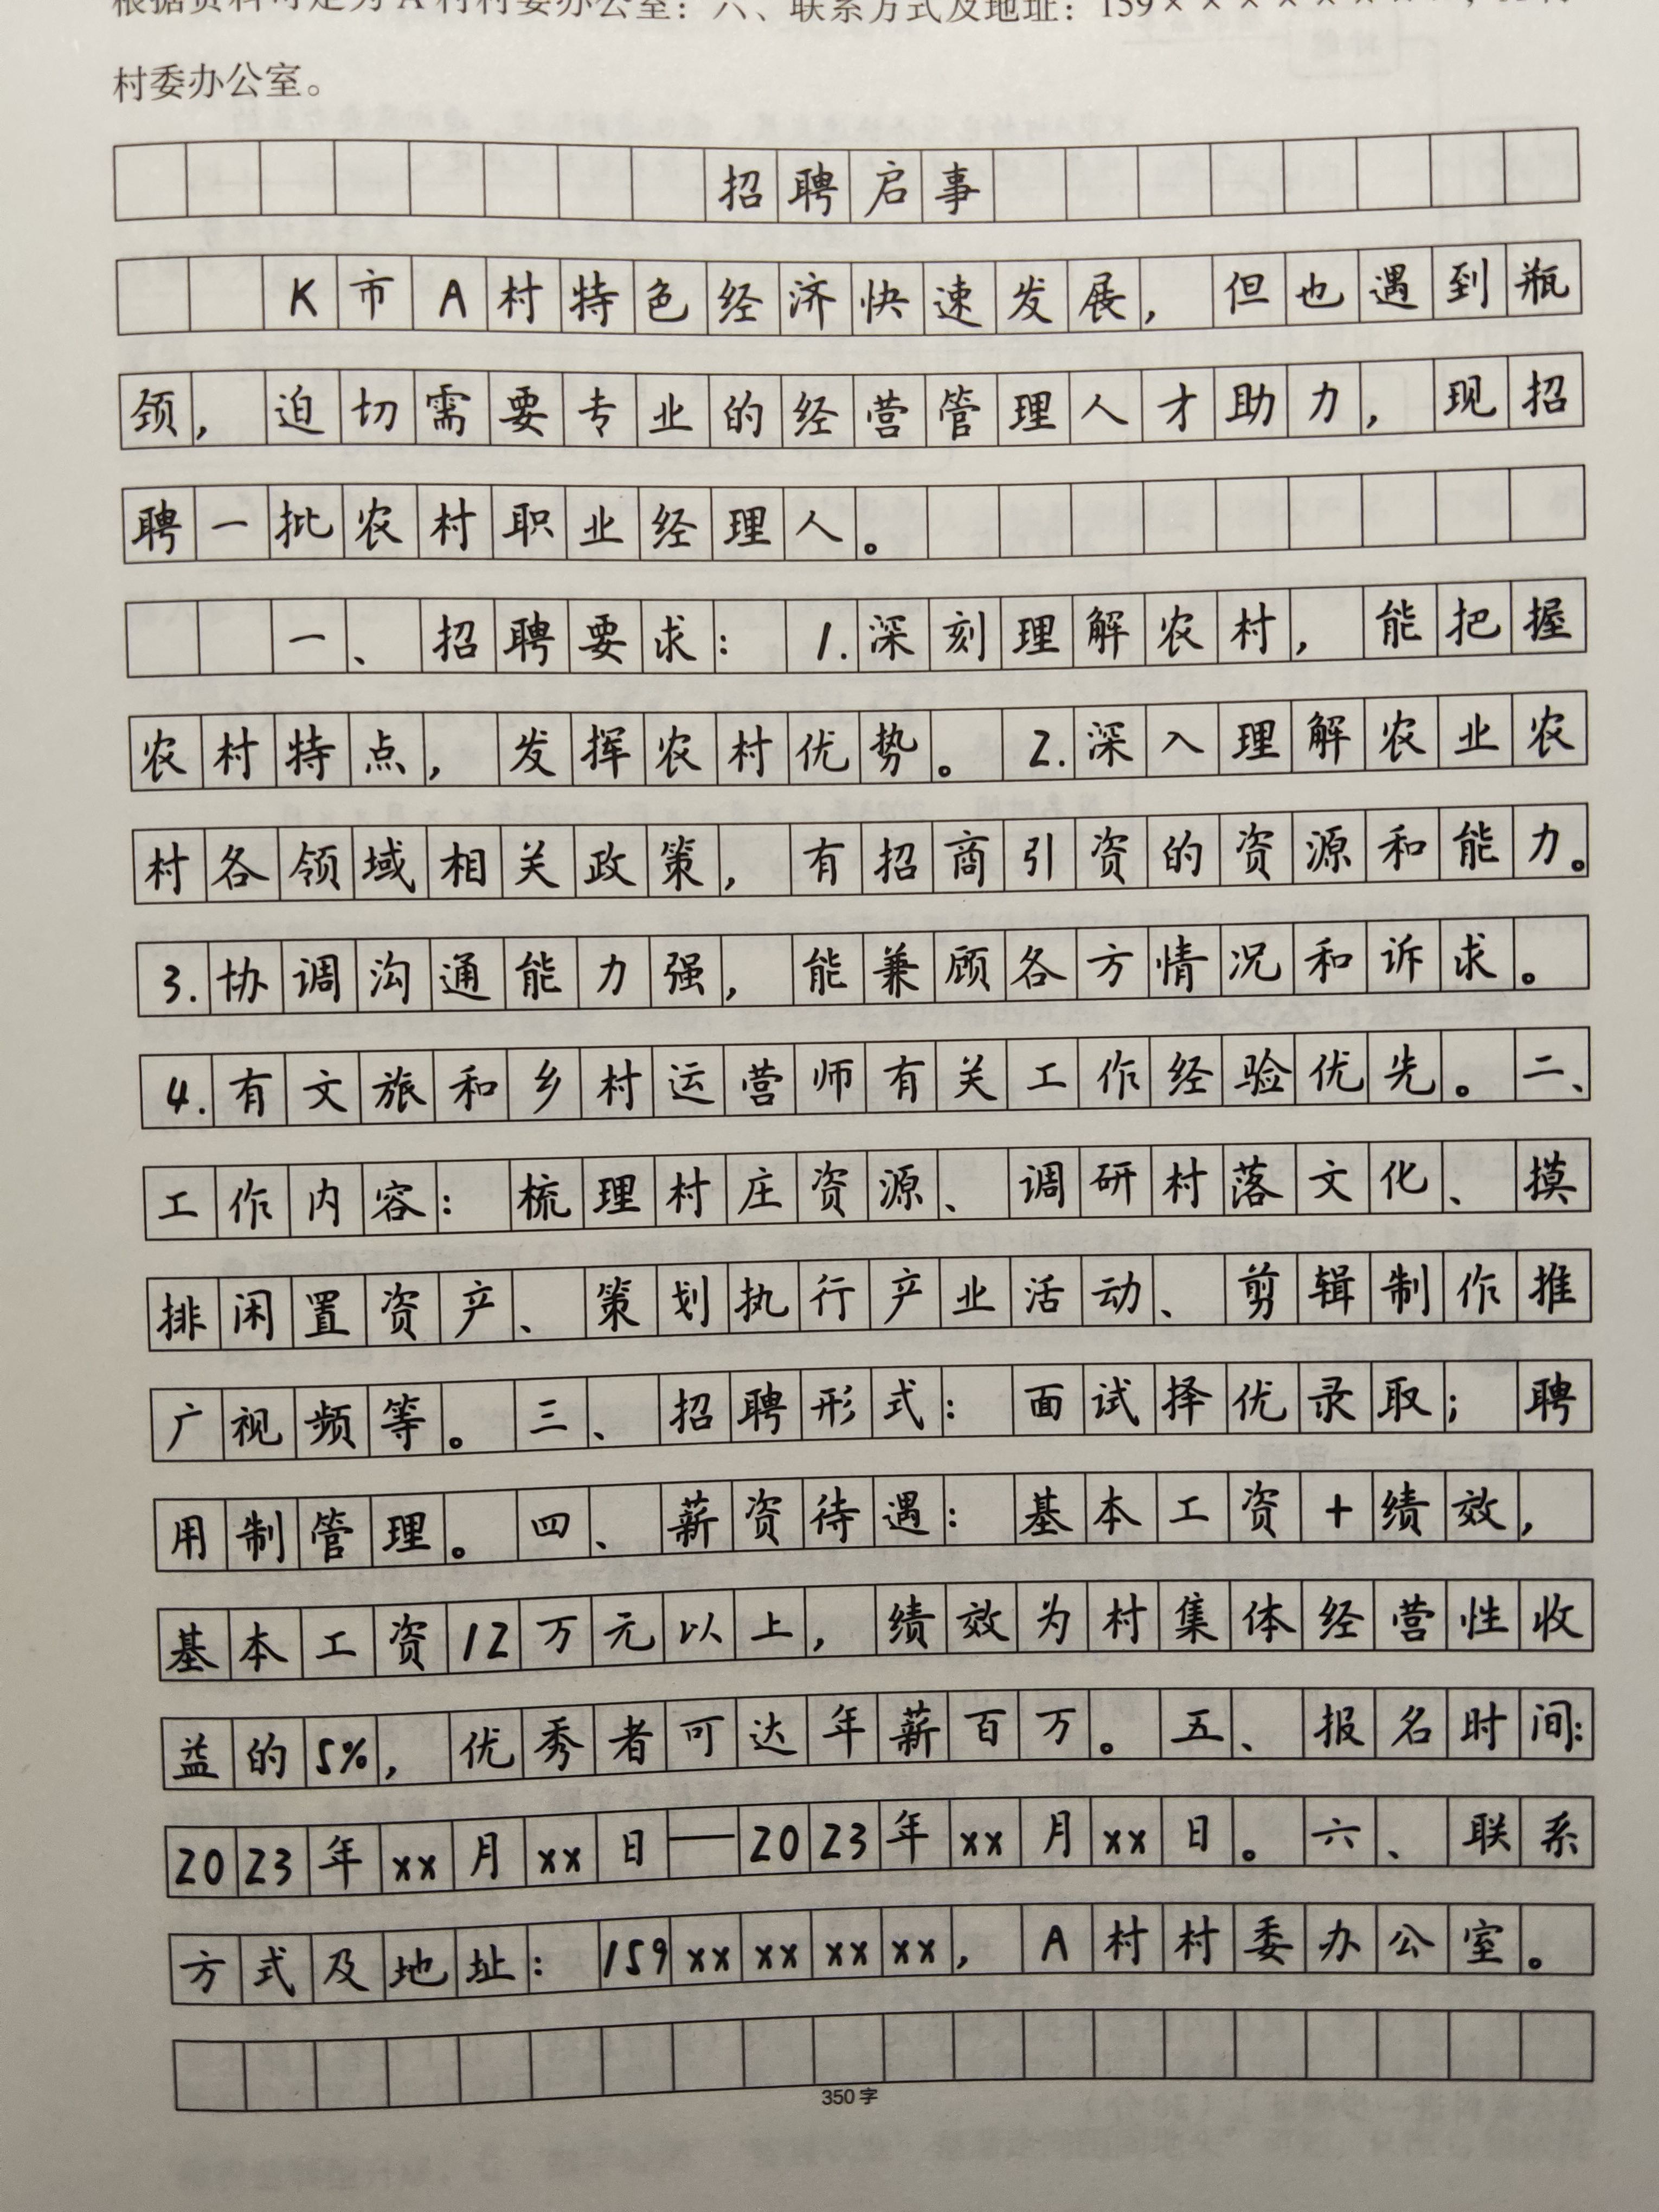 根据资料可定为A村村委办公室；六、联系方式及地址：159×××××
村委办公室。
招聘启事
K市A村特色经济快速发展，但也遇到瓶
颈，迫切需要专业的经营管理人才助力，现招
聘一批农村职业经理人。
一、招聘要求：1.深刻理解农村，能把握
农村特点，发挥农村优势。2.深入理解农业农
村各领域相关政策，有招商引资的资源和能力。
3.协调沟通能力强，能兼顾各方情况和诉求。
4.有文旅和乡村运营师有关工作经验优先。二、
工作内容：梳理村庄资源、调研村落文化、摸
排闲置资产、策划执行产业活动、剪辑制作推
广视频等。三、招聘形式：面试择优录取；聘
用制管理。四、薪资待遇：基本工资+绩效，
基本工资12万元以上，绩效为村集体经营性收
益的5%，优秀者可达年薪百万。五、报名时间：
2023年xx月xx日——2023年xx月xx日。六、联系
方式及地址：159xxxxxxxx，A村村委办公室。
350字